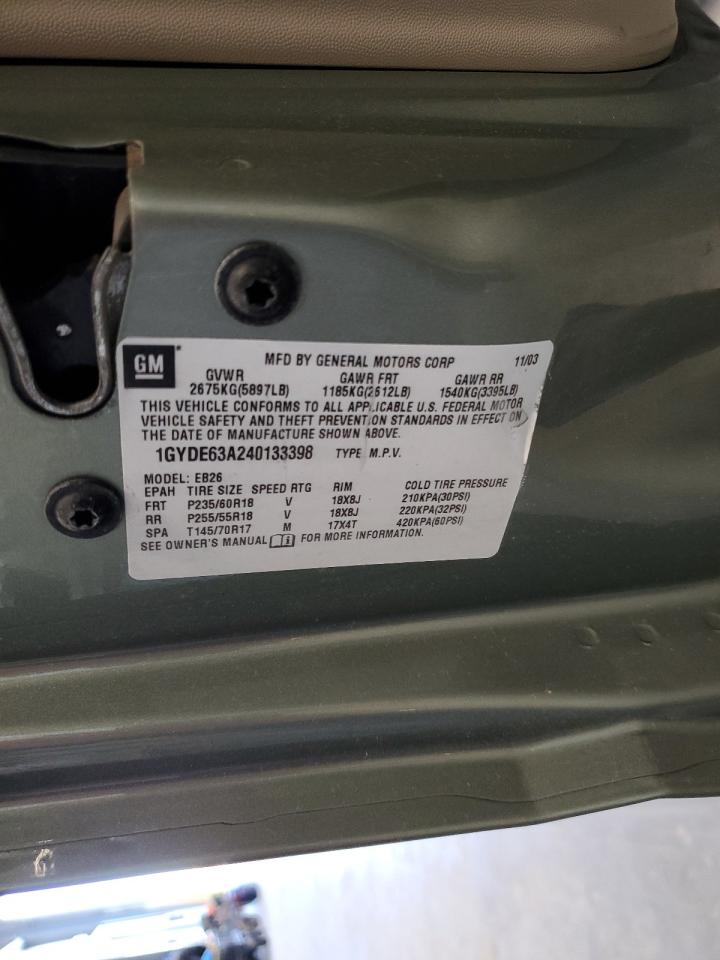 GM MFD BY GENERAL MOTORS CORP 11/03
GVWR GAWR FRT GAWR RR
2675KG(5897LB) 1185KG(2612LB) 1540KG(3395LB)
THIS VEHICLE CONFORMS TO ALL APPLICABLE U.S. FEDERAL MOTOR
VEHICLE SAFETY AND THEFT PREVENTION STANDARDS IN EFFECT ON
THE DATE OF MANUFACTURE SHOWN ABOVE.
1GYDE63A240133398 TYPE M.P.V.
MODEL: EB26
EPAH TIRE SIZE SPEED RTG RIM COLD TIRE PRESSURE
FRT P235/60R18 V 18X8J 210KPA(30PSI)
RR P255/55R18 V 18X8J 220KPA(32PSI)
SPA T145/70R17 M 17X4T 420KPA(60PSI)
SEE OWNER'S MANUAL FOR MORE INFORMATION.